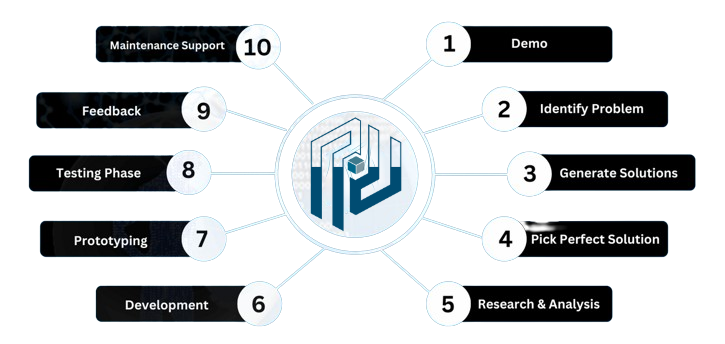 1
Demo
2
Identify Problem
3
Generate Solutions
4
Pick Perfect Solution
5
Research & Analysis
6
Development
7
Prototyping
8
Testing Phase
9
Feedback
10
Maintenance Support